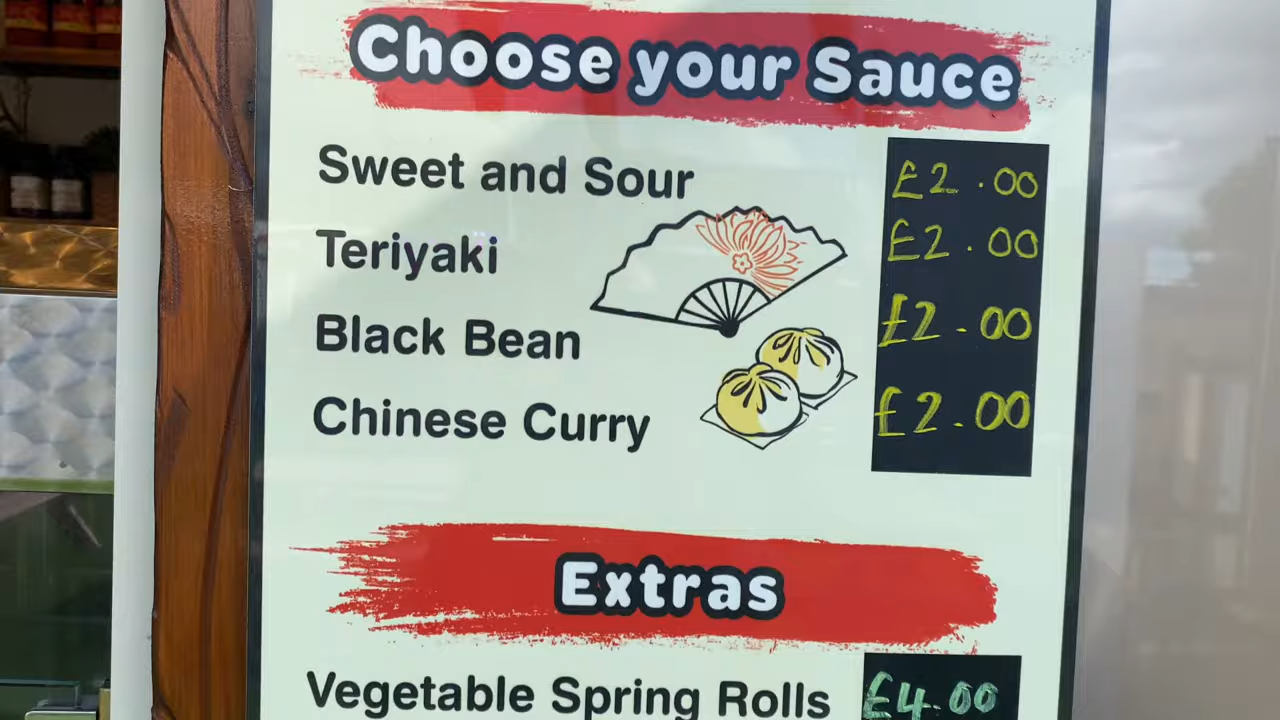 Choose your Sauce
Sweet and Sour £2.00
Teriyaki £2.00
Black Bean £2.00
Chinese Curry £2.00
Extras
Vegetable Spring Rolls £4.00